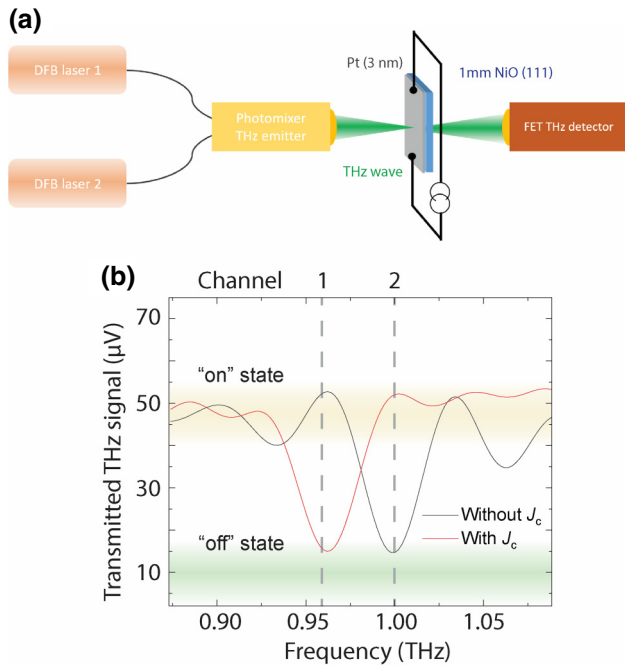 (a)
DFB laser 1
DFB laser 2
Photomixer
THz emitter
Pt (3 nm)
1mm NiO (111)
THz wave
FET THz detector
(b)
Channel 1 2
Transmitted THz signal (μV)
70
50
30
10
"on" state
"off" state
Without Jc
With Jc
0.90 0.95 1.00 1.05
Frequency (THz)